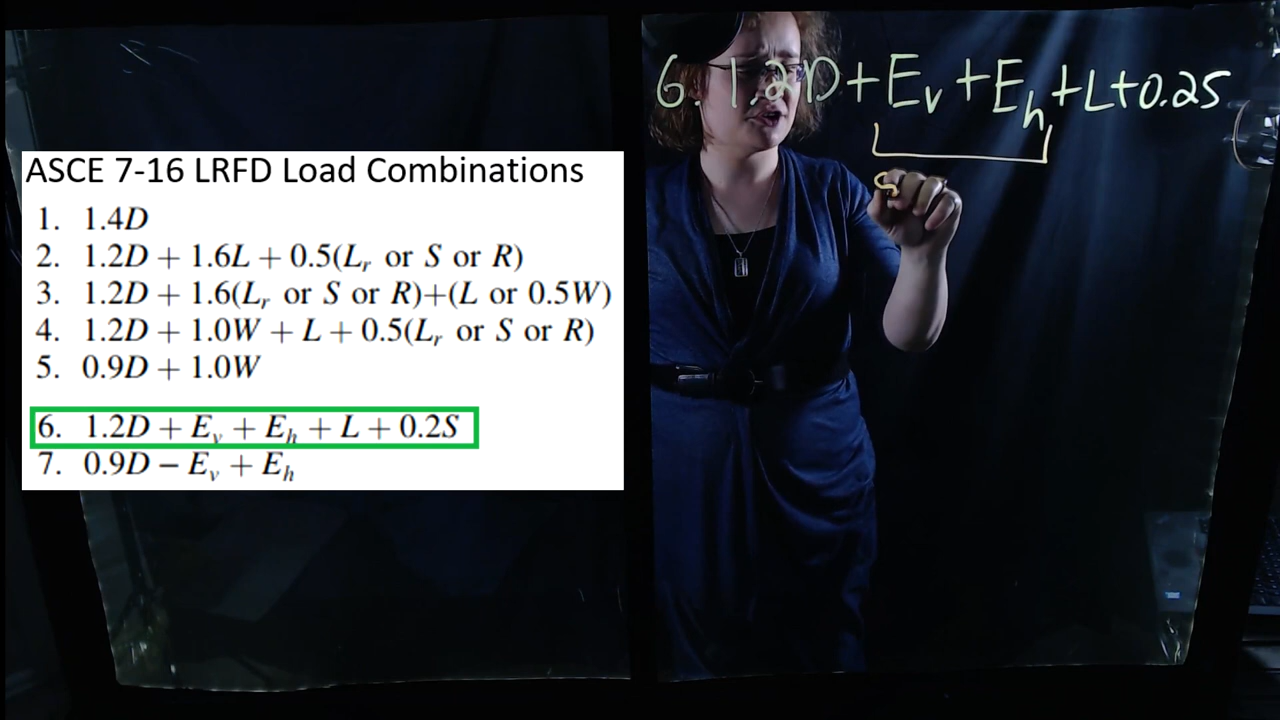 ASCE 7-16 LRFD Load Combinations
1. 1.4D
2. 1.2D + 1.6L + 0.5(Lᵣ or S or R)
3. 1.2D + 1.6(Lᵣ or S or R)+(L or 0.5W)
4. 1.2D + 1.0W + L + 0.5(Lᵣ or S or R)
5. 0.9D + 1.0W
6. 1.2D + Eᵥ + Eₕ + L + 0.2S
7. 0.9D − Eᵥ + Eₕ
6. 1.2D+Eᵥ+Eₕ+L+0.2S